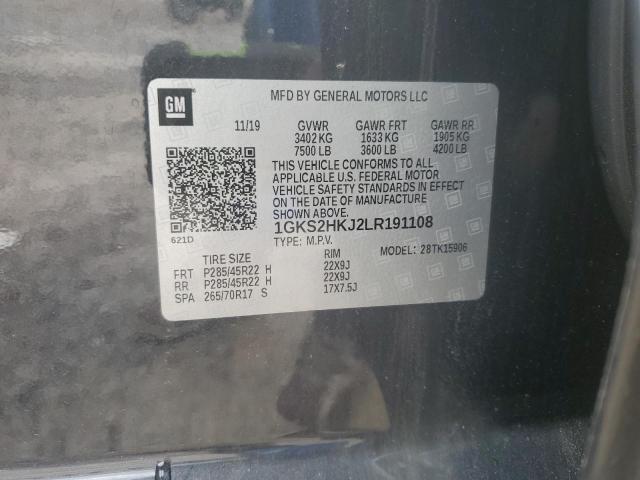 GM
MFD BY GENERAL MOTORS LLC
11/19 GVWR GAWR FRT GAWR RR
3402 KG 1633 KG 1905 KG
7500 LB 3600 LB 4200 LB
THIS VEHICLE CONFORMS TO ALL
APPLICABLE U.S. FEDERAL MOTOR
VEHICLE SAFETY STANDARDS IN EFFECT
ON THE DATE OF MANUFACTURE
SHOWN ABOVE.
621D
1GKS2HKJ2LR191108
TYPE: M.P.V. MODEL: 28TK15906
TIRE SIZE RIM
FRT P285/45R22 H 22X9J
RR P285/45R22 H 22X9J
SPA 265/70R17 S 17X7.5J